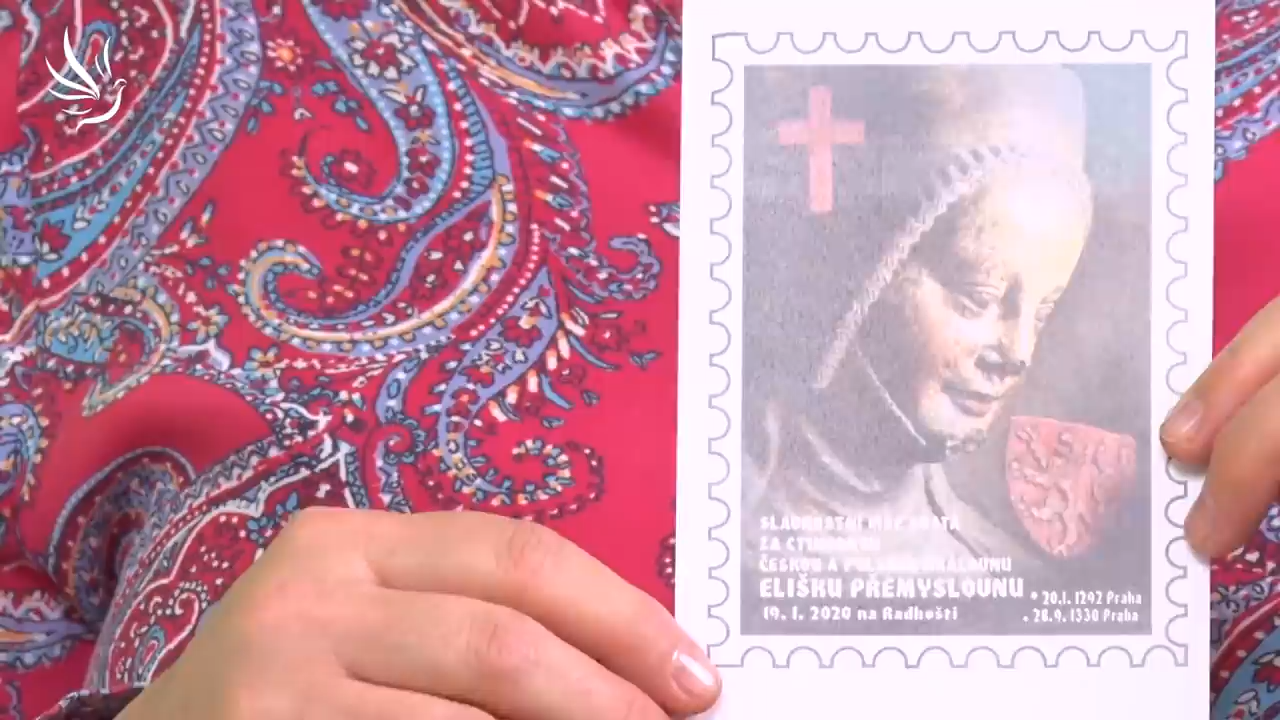 SLAVNOSTNÍ MŠE SVATÁ
ZA CTIHODNOU
ČESKOU A POLSKOU KRÁLOVNU
ELIŠKU PŘEMYSLOVNU
* 20.1. 1292 Praha
19. 1. 2020 na Radhošti
+ 28.9. 1330 Praha